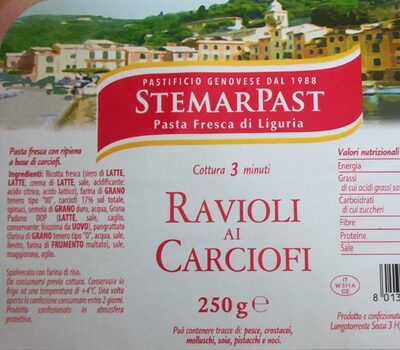 PASTIFICIO GENOVESE DAL 1988
STEMARPAST
Pasta Fresca di Liguria
Cottura 3 minuti
RAVIOLI
AI
CARCIOFI
250 g e
Può contenere tracce di: pesce, crostacei,
molluschi, soia, pistacchi e noci.
Pasta fresca con ripieno
a base di carciofi.
Ingredienti: Ricotta fresca (siero di LATTE,
LATTE, crema di LATTE, sale, acidificante:
acido citrico, acido lattico), farina di GRANO
tenero tipo "00", carciofi 17% sul totale,
spinaci, semola di GRANO duro, acqua, Grana
Padano DOP (LATTE, sale, caglio,
conservante: lisozima da UOVO), pangrattato
farina di GRANO tenero tipo "0", acqua, sale,
lievito, farina di FRUMENTO maltato), sale,
maggiorana, aglio.
Spolverato con farina di riso.
Da consumarsi previa cottura. Conservare in
frigo ad una temperatura di +4°C. Una volta
aperta la confezione consumare entro 2 giorni.
Prodotto confezionato in atmosfera
protettiva.
Valori nutrizionali
Energia
Grassi
di cui acidi grassi
Carboidrati
di cui zuccheri
Fibre
Proteine
Sale
IT
W 511 A
CE
8 013
Prodotto e confezionato
Lungotorrente Secca 3